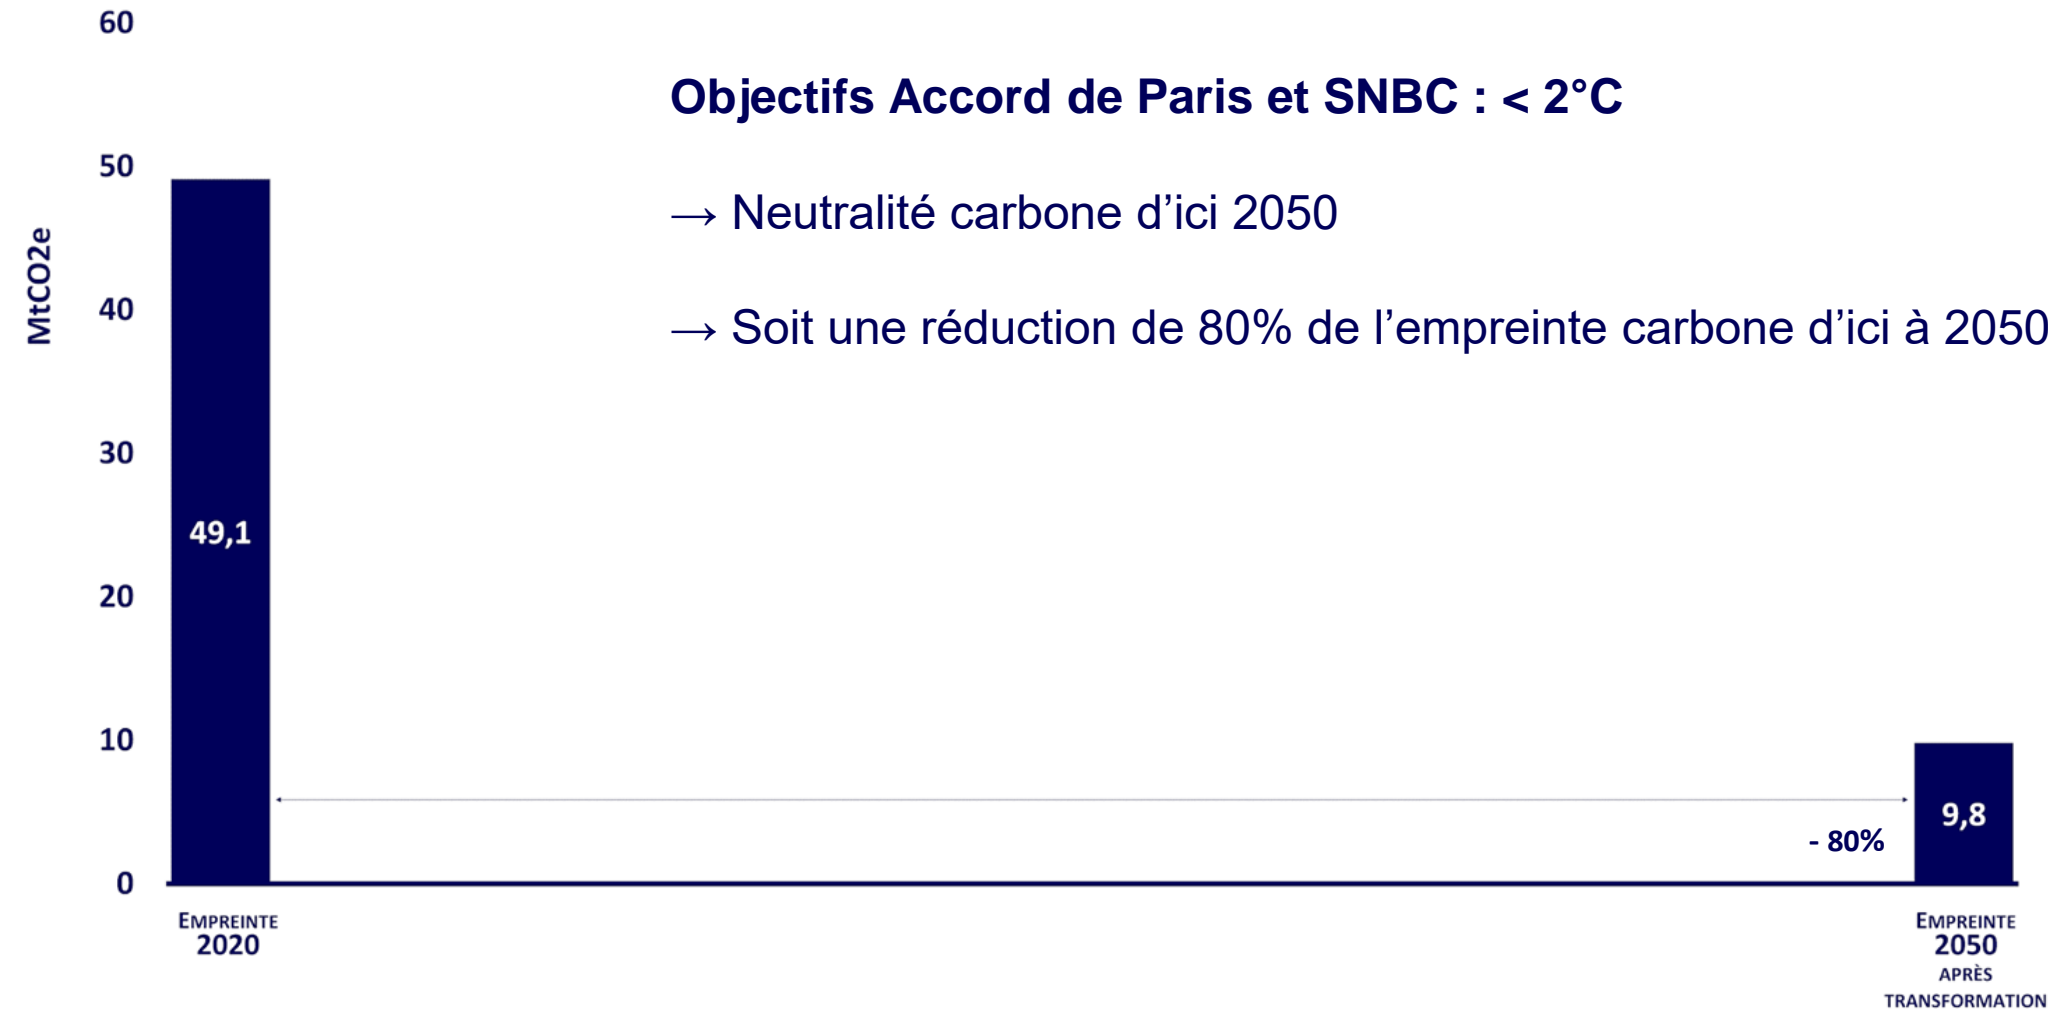 60
Objectifs Accord de Paris et SNBC : < 2°C
50
→ Neutralité carbone d’ici 2050
MtCO2e
40
→ Soit une réduction de 80% de l’empreinte carbone d’ici à 2050
30
49,1
20
10
9,8
- 80%
0
EMPREINTE
2020
EMPREINTE
2050
APRÈS
TRANSFORMATION